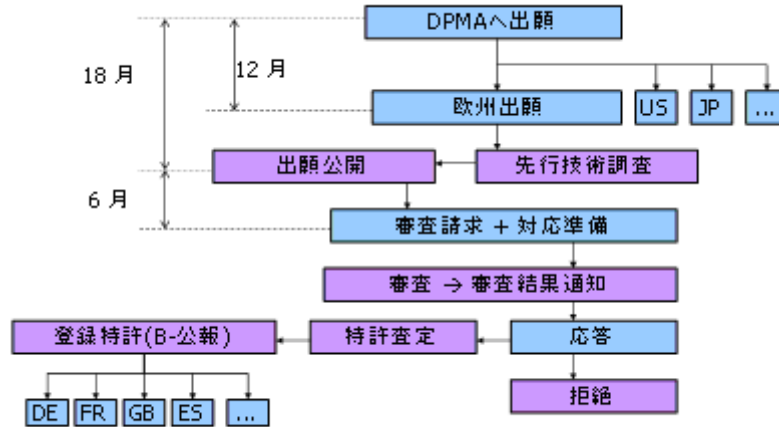 DPMAへ出願
18 月
12 月
欧州出願
US
JP
...
出願公開
先行技術調査
6 月
審査請求 + 対応準備
審査 → 審査結果通知
登録特許(B-公報)
特許査定
応答
拒絶
DE
FR
GB
ES
...